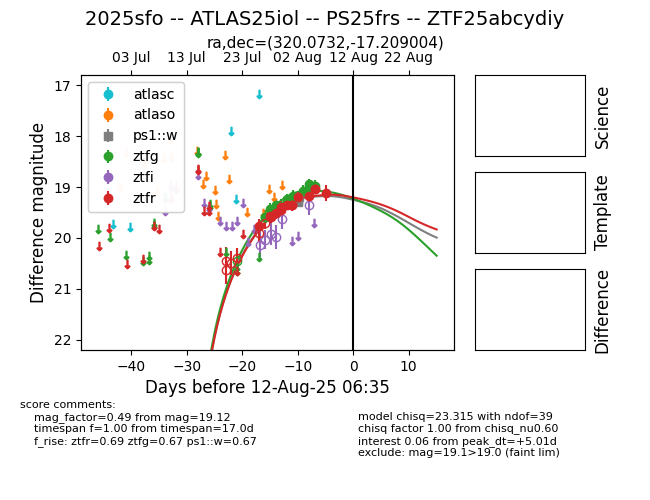 2025sfo -- ATLAS25iol -- PS25frs -- ZTF25abcydiy
ra,dec=(320.0732,-17.209044)
03 Jul 13 Jul 23 Jul 02 Aug 12 Aug 22 Aug
17
18
19
20
21
22
Difference magnitude
atlasc
atlaso
ps1::w
ztfg
ztfi
ztfr
−40 −30 −20 −10 0 10
Days before 12-Aug-25 06:35
Science
Template
Difference
score comments:
mag_factor=0.49 from mag=19.12
timespan f=1.00 from timespan=17.0d
f_rise: ztfr=0.69 ztfg=0.67 ps1::w=0.67
model chisq=23.315 with ndof=39
chisq factor 1.00 from chisq_nu0.60
interest 0.06 from peak_dt=+5.01d
exclude: mag=19.1>19.0 (faint lim)